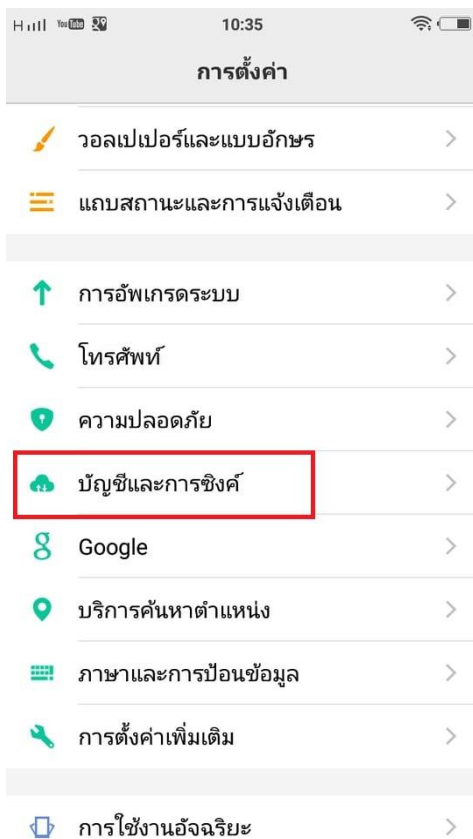 H You Tube 10:35
การตั้งค่า
วอลเปเปอร์และแบบอักษร
แถบสถานะและการแจ้งเตือน
การอัพเกรดระบบ
โทรศัพท์
ความปลอดภัย
บัญชีและการซิงค์
Google
บริการค้นหาตำแหน่ง
ภาษาและการป้อนข้อมูล
การตั้งค่าเพิ่มเติม
การใช้งานอัจฉริยะ